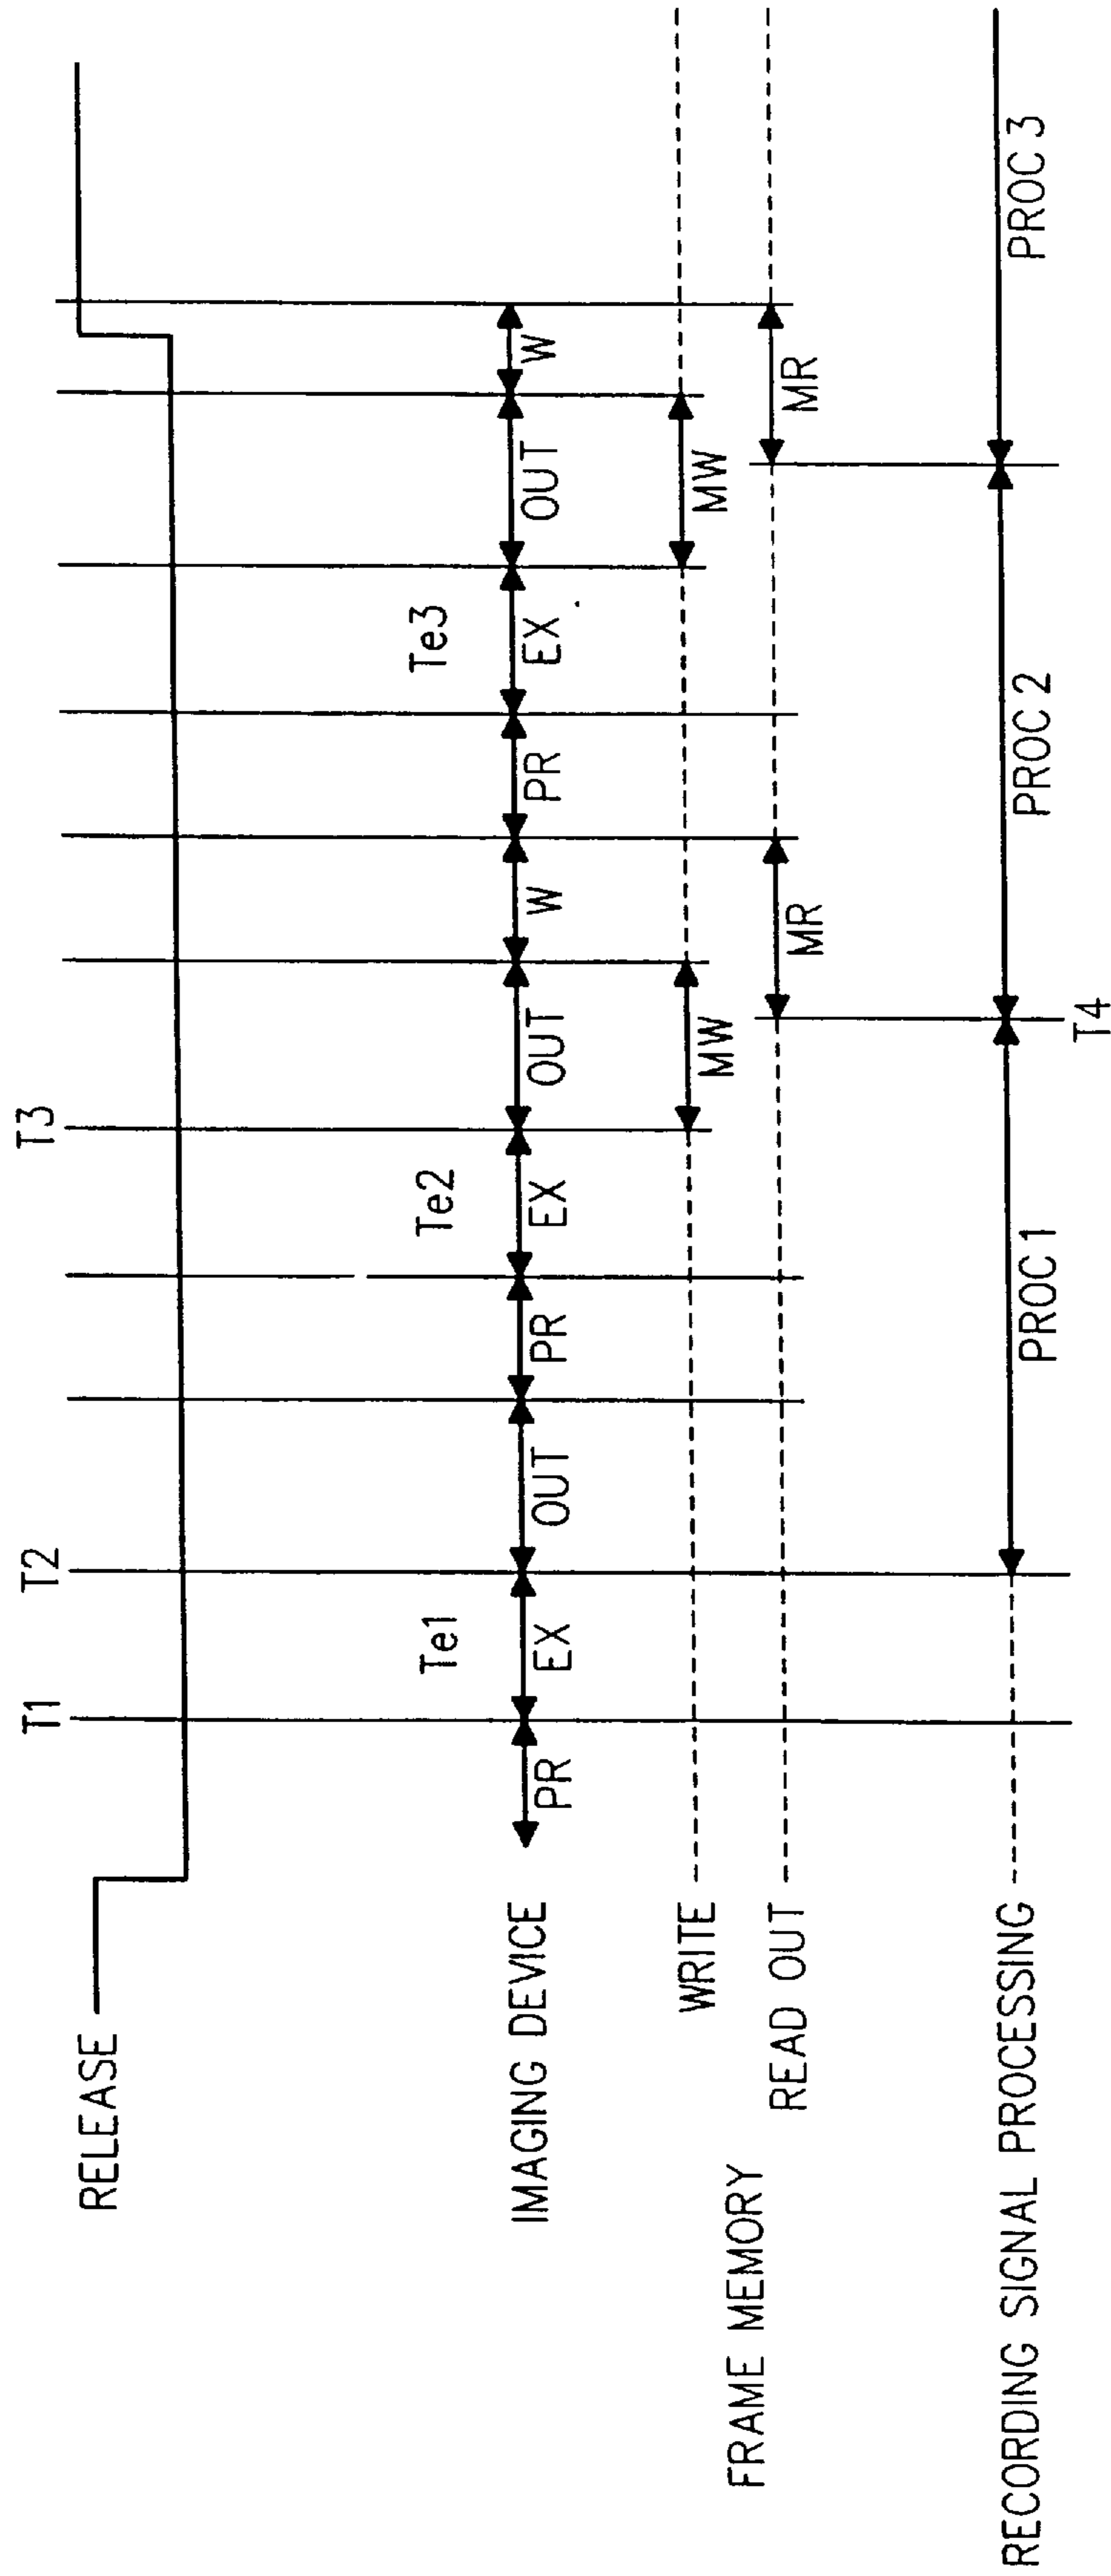 T1 T2 T3
RELEASE
Te1 Te2 Te3
IMAGING DEVICE
PR EX OUT PR EX OUT W PR EX OUT W
WRITE
MW MW
FRAME MEMORY
READ OUT
MR MR
RECORDING SIGNAL PROCESSING
PROC 1 PROC 2 PROC 3
T4